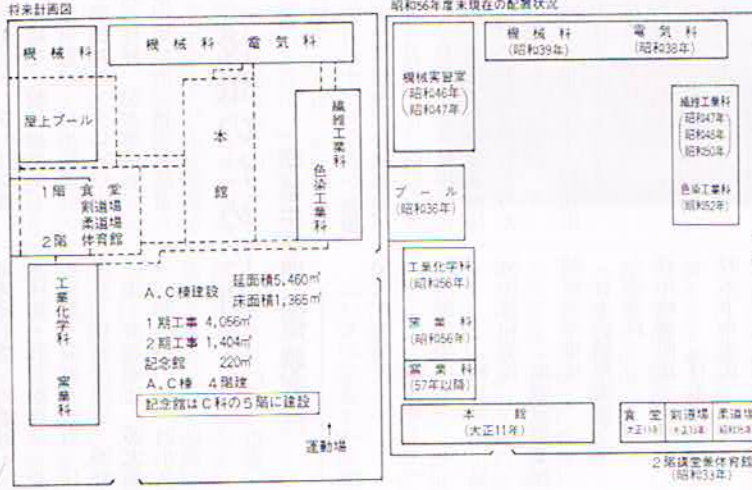 将来計画図
機械科
機械科 電気科
屋上プール
本館
繊維工業科
色染工業科
1階 食堂
剣道場
柔道場
2階 体育館
工業化学科 窯業科
A.C棟建設 延面積5,460㎡
床面積1,365㎡
1期工事 4,056㎡
2期工事 1,404㎡
記念館 220㎡
A.C棟 4階建
記念館はC科の5階に建設
↑
運動場
昭和56年度末現在の配置状況
機械科
(昭和39年)
電気科
(昭和38年)
機械実習室
(昭和46年)
(昭和47年)
繊維工業科
昭和47年
昭和48年
昭和50年
色染工業科
(昭和52年)
プール
(昭和36年)
工業化学科
(昭和56年)
窯業科
(昭和56年)
窯業科
(57年以降)
本館
(大正11年)
食堂 剣道場 柔道場
2階講堂兼体育館
(昭和33年)